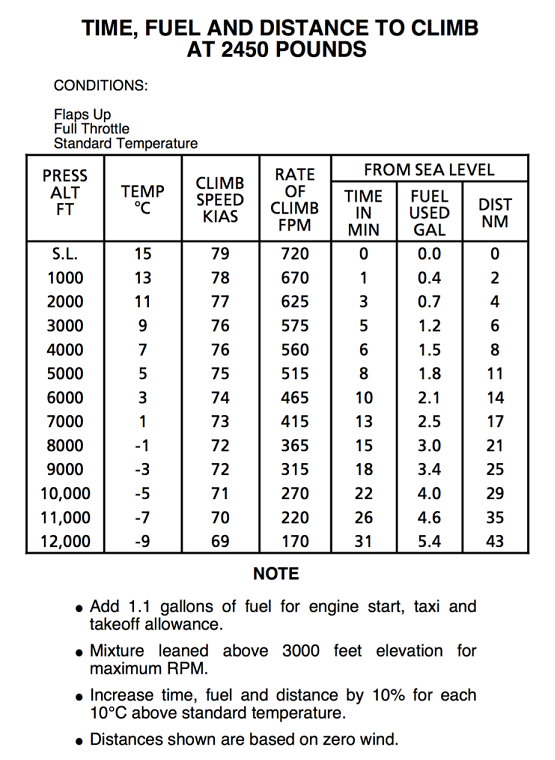 TIME, FUEL AND DISTANCE TO CLIMB
AT 2450 POUNDS
CONDITIONS:
Flaps Up
Full Throttle
Standard Temperature
PRESS ALT FT | TEMP °C | CLIMB SPEED KIAS | RATE OF CLIMB FPM | FROM SEA LEVEL
TIME IN MIN | FUEL USED GAL | DIST NM
S.L. 15 79 720 0 0.0 0
1000 13 78 670 1 0.4 2
2000 11 77 625 3 0.7 4
3000 9 76 575 5 1.2 6
4000 7 76 560 6 1.5 8
5000 5 75 515 8 1.8 11
6000 3 74 465 10 2.1 14
7000 1 73 415 13 2.5 17
8000 -1 72 365 15 3.0 21
9000 -3 72 315 18 3.4 25
10,000 -5 71 270 22 4.0 29
11,000 -7 70 220 26 4.6 35
12,000 -9 69 170 31 5.4 43
NOTE
• Add 1.1 gallons of fuel for engine start, taxi and
takeoff allowance.
• Mixture leaned above 3000 feet elevation for
maximum RPM.
• Increase time, fuel and distance by 10% for each
10°C above standard temperature.
• Distances shown are based on zero wind.